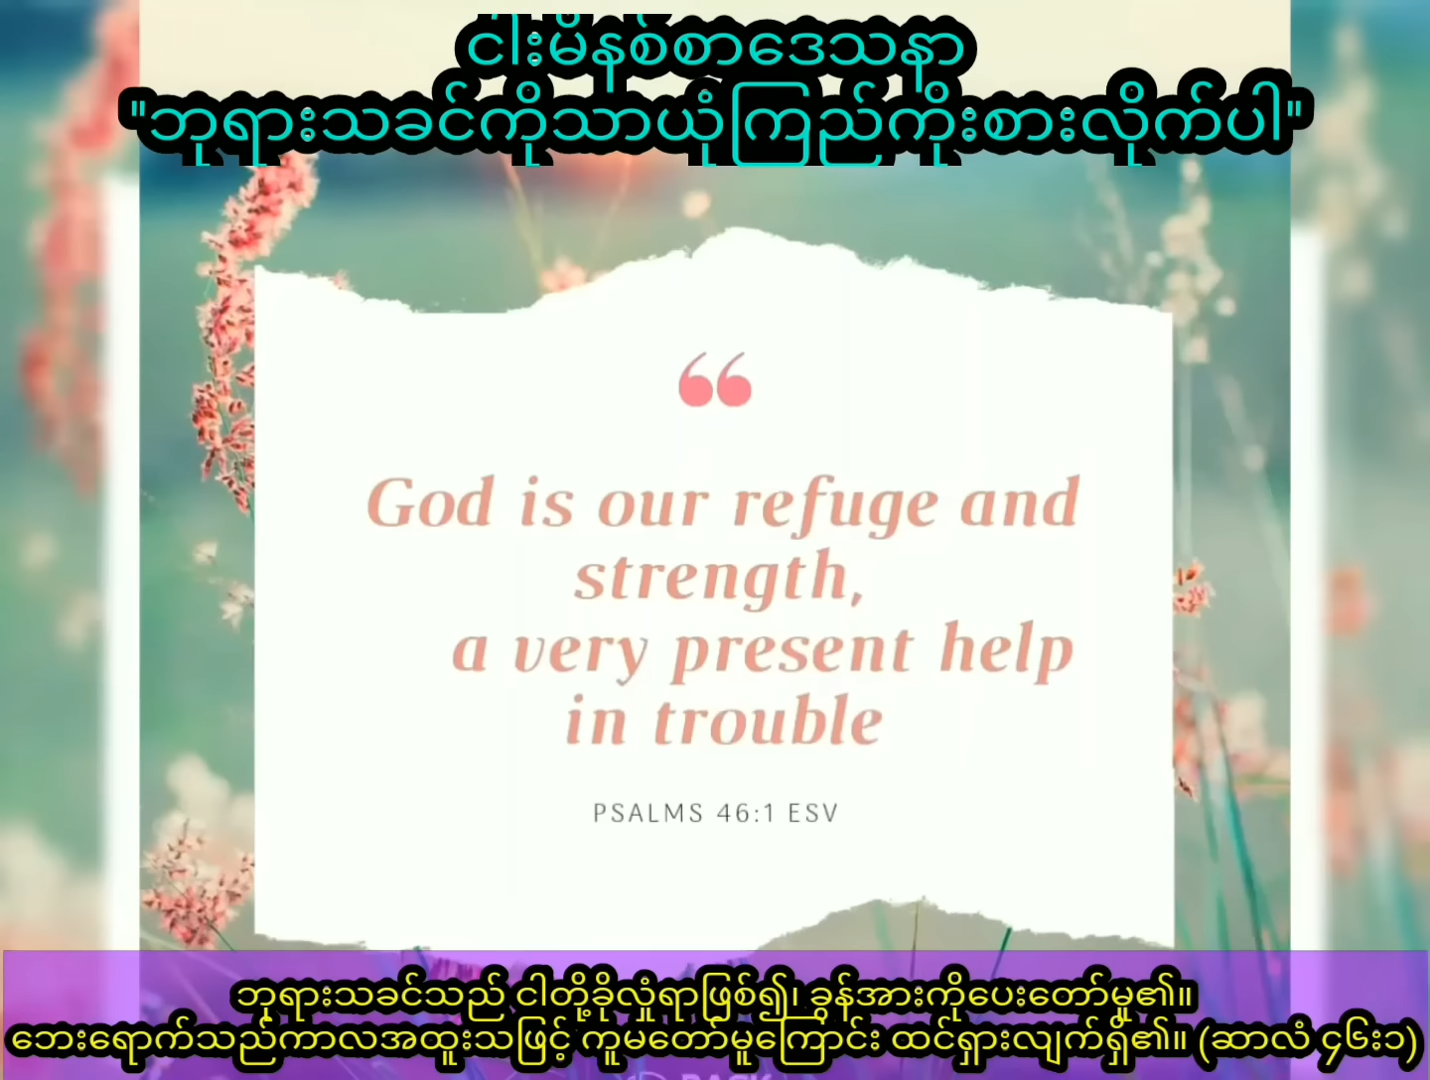 ငါးမိနစ်စာဒေသနာ
"ဘုရားသခင်ကိုသာယုံကြည်ကိုးစားလိုက်ပါ"
❝
God is our refuge and
strength,
a very present help
in trouble
PSALMS 46:1 ESV
ဘုရားသခင်သည် ငါတို့ခိုလှုံရာဖြစ်၍၊ ခွန်အားကိုပေးတော်မူ၏။
ဘေးရောက်သည်ကာလအထူးသဖြင့် ကူမတော်မူကြောင်း ထင်ရှားလျက်ရှိ၏။ (ဆာလံ ၄၆း၁)